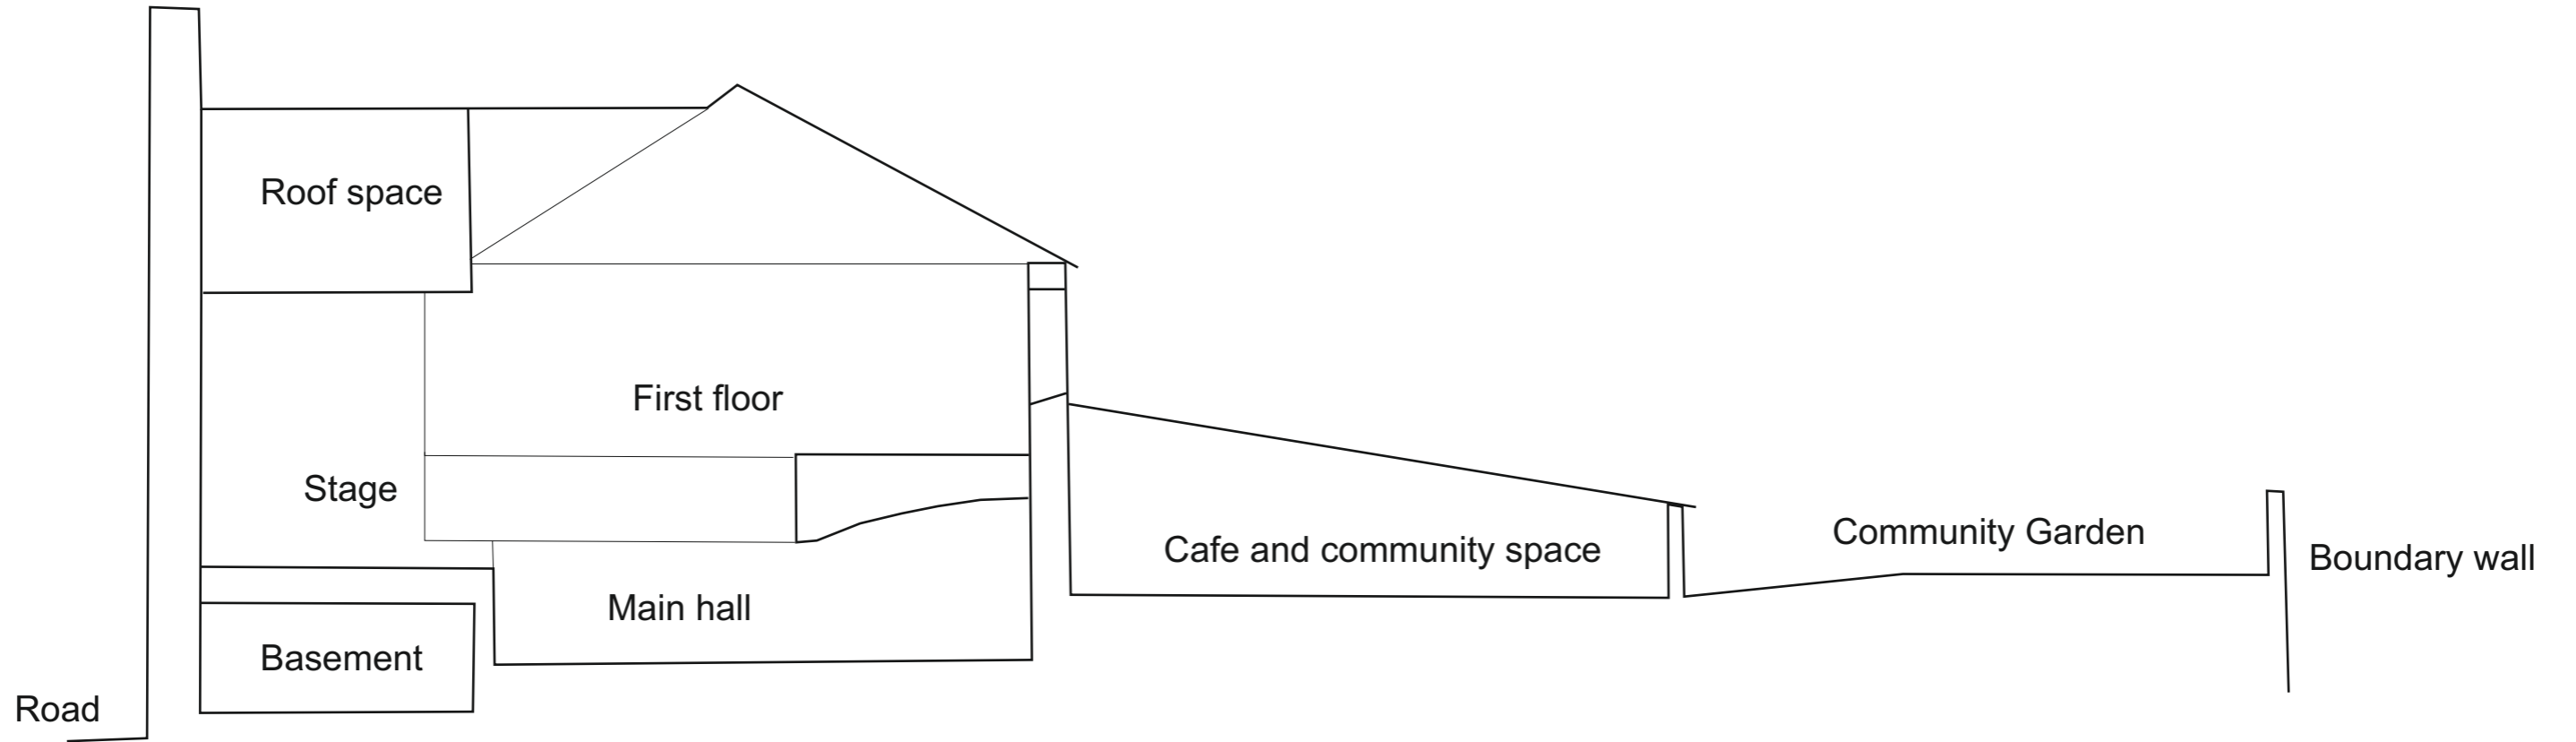 Roof space
First floor
Stage
Community Garden
Cafe and community space
Boundary wall
Main hall
Basement
Road